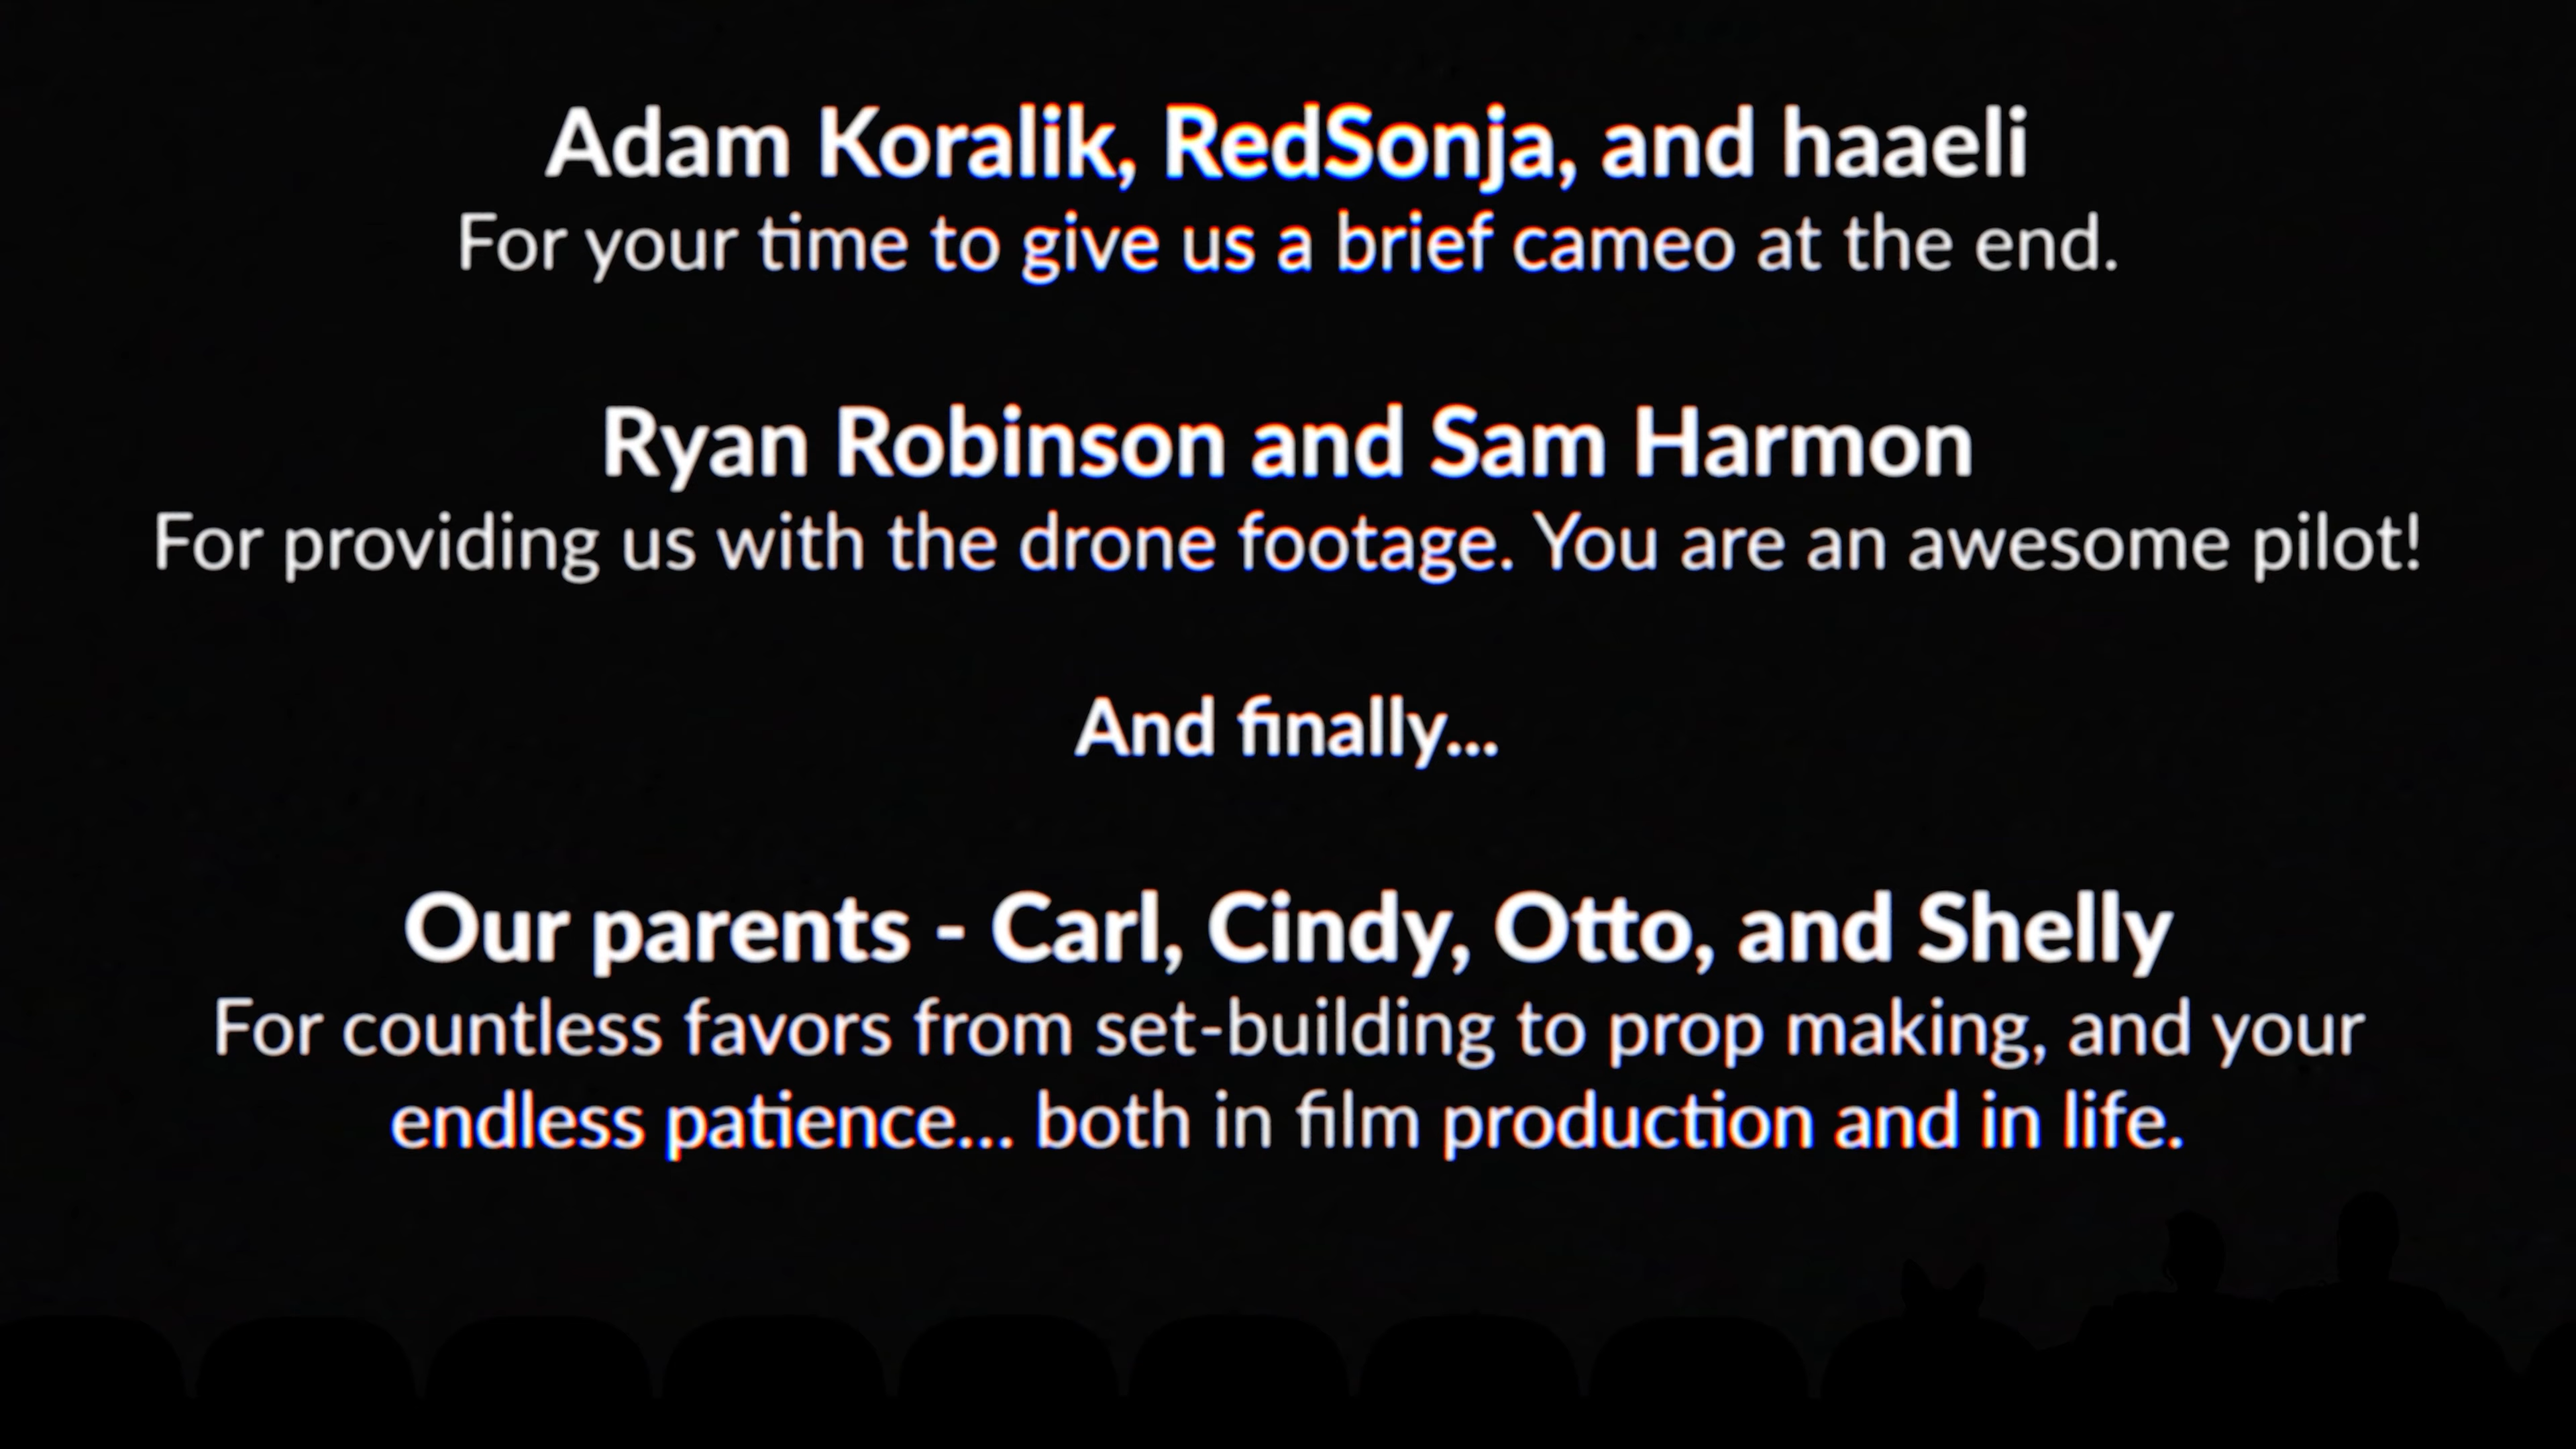 Adam Koralik, RedSonja, and haaeli
For your time to give us a brief cameo at the end.
Ryan Robinson and Sam Harmon
For providing us with the drone footage. You are an awesome pilot!
And finally...
Our parents - Carl, Cindy, Otto, and Shelly
For countless favors from set-building to prop making, and your
endless patience... both in film production and in life.